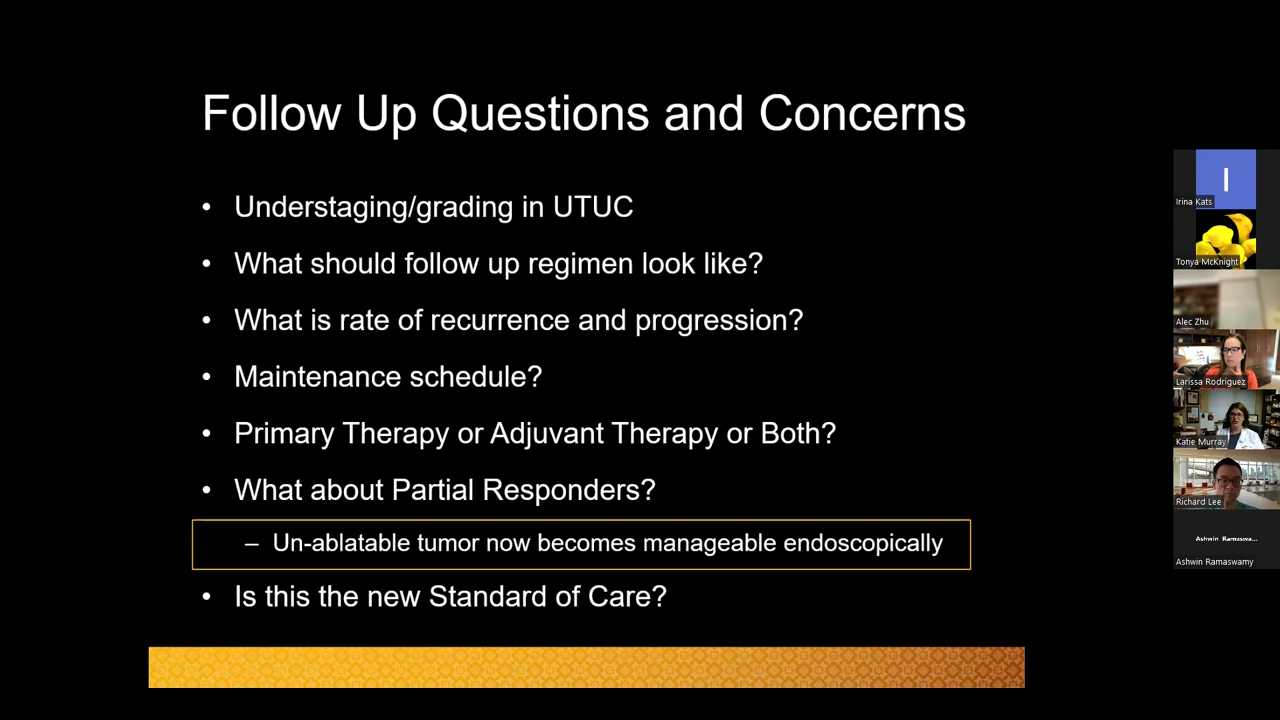 Follow Up Questions and Concerns
• Understaging/grading in UTUC
• What should follow up regimen look like?
• What is rate of recurrence and progression?
• Maintenance schedule?
• Primary Therapy or Adjuvant Therapy or Both?
• What about Partial Responders?
– Un-ablatable tumor now becomes manageable endoscopically
• Is this the new Standard of Care?
I
Irina Kats
Tonya McKnight
Alec Zhu
Larissa Rodriguez
Katie Murray
Richard Lee
Ashwin Ramaswa...
Ashwin Ramaswamy